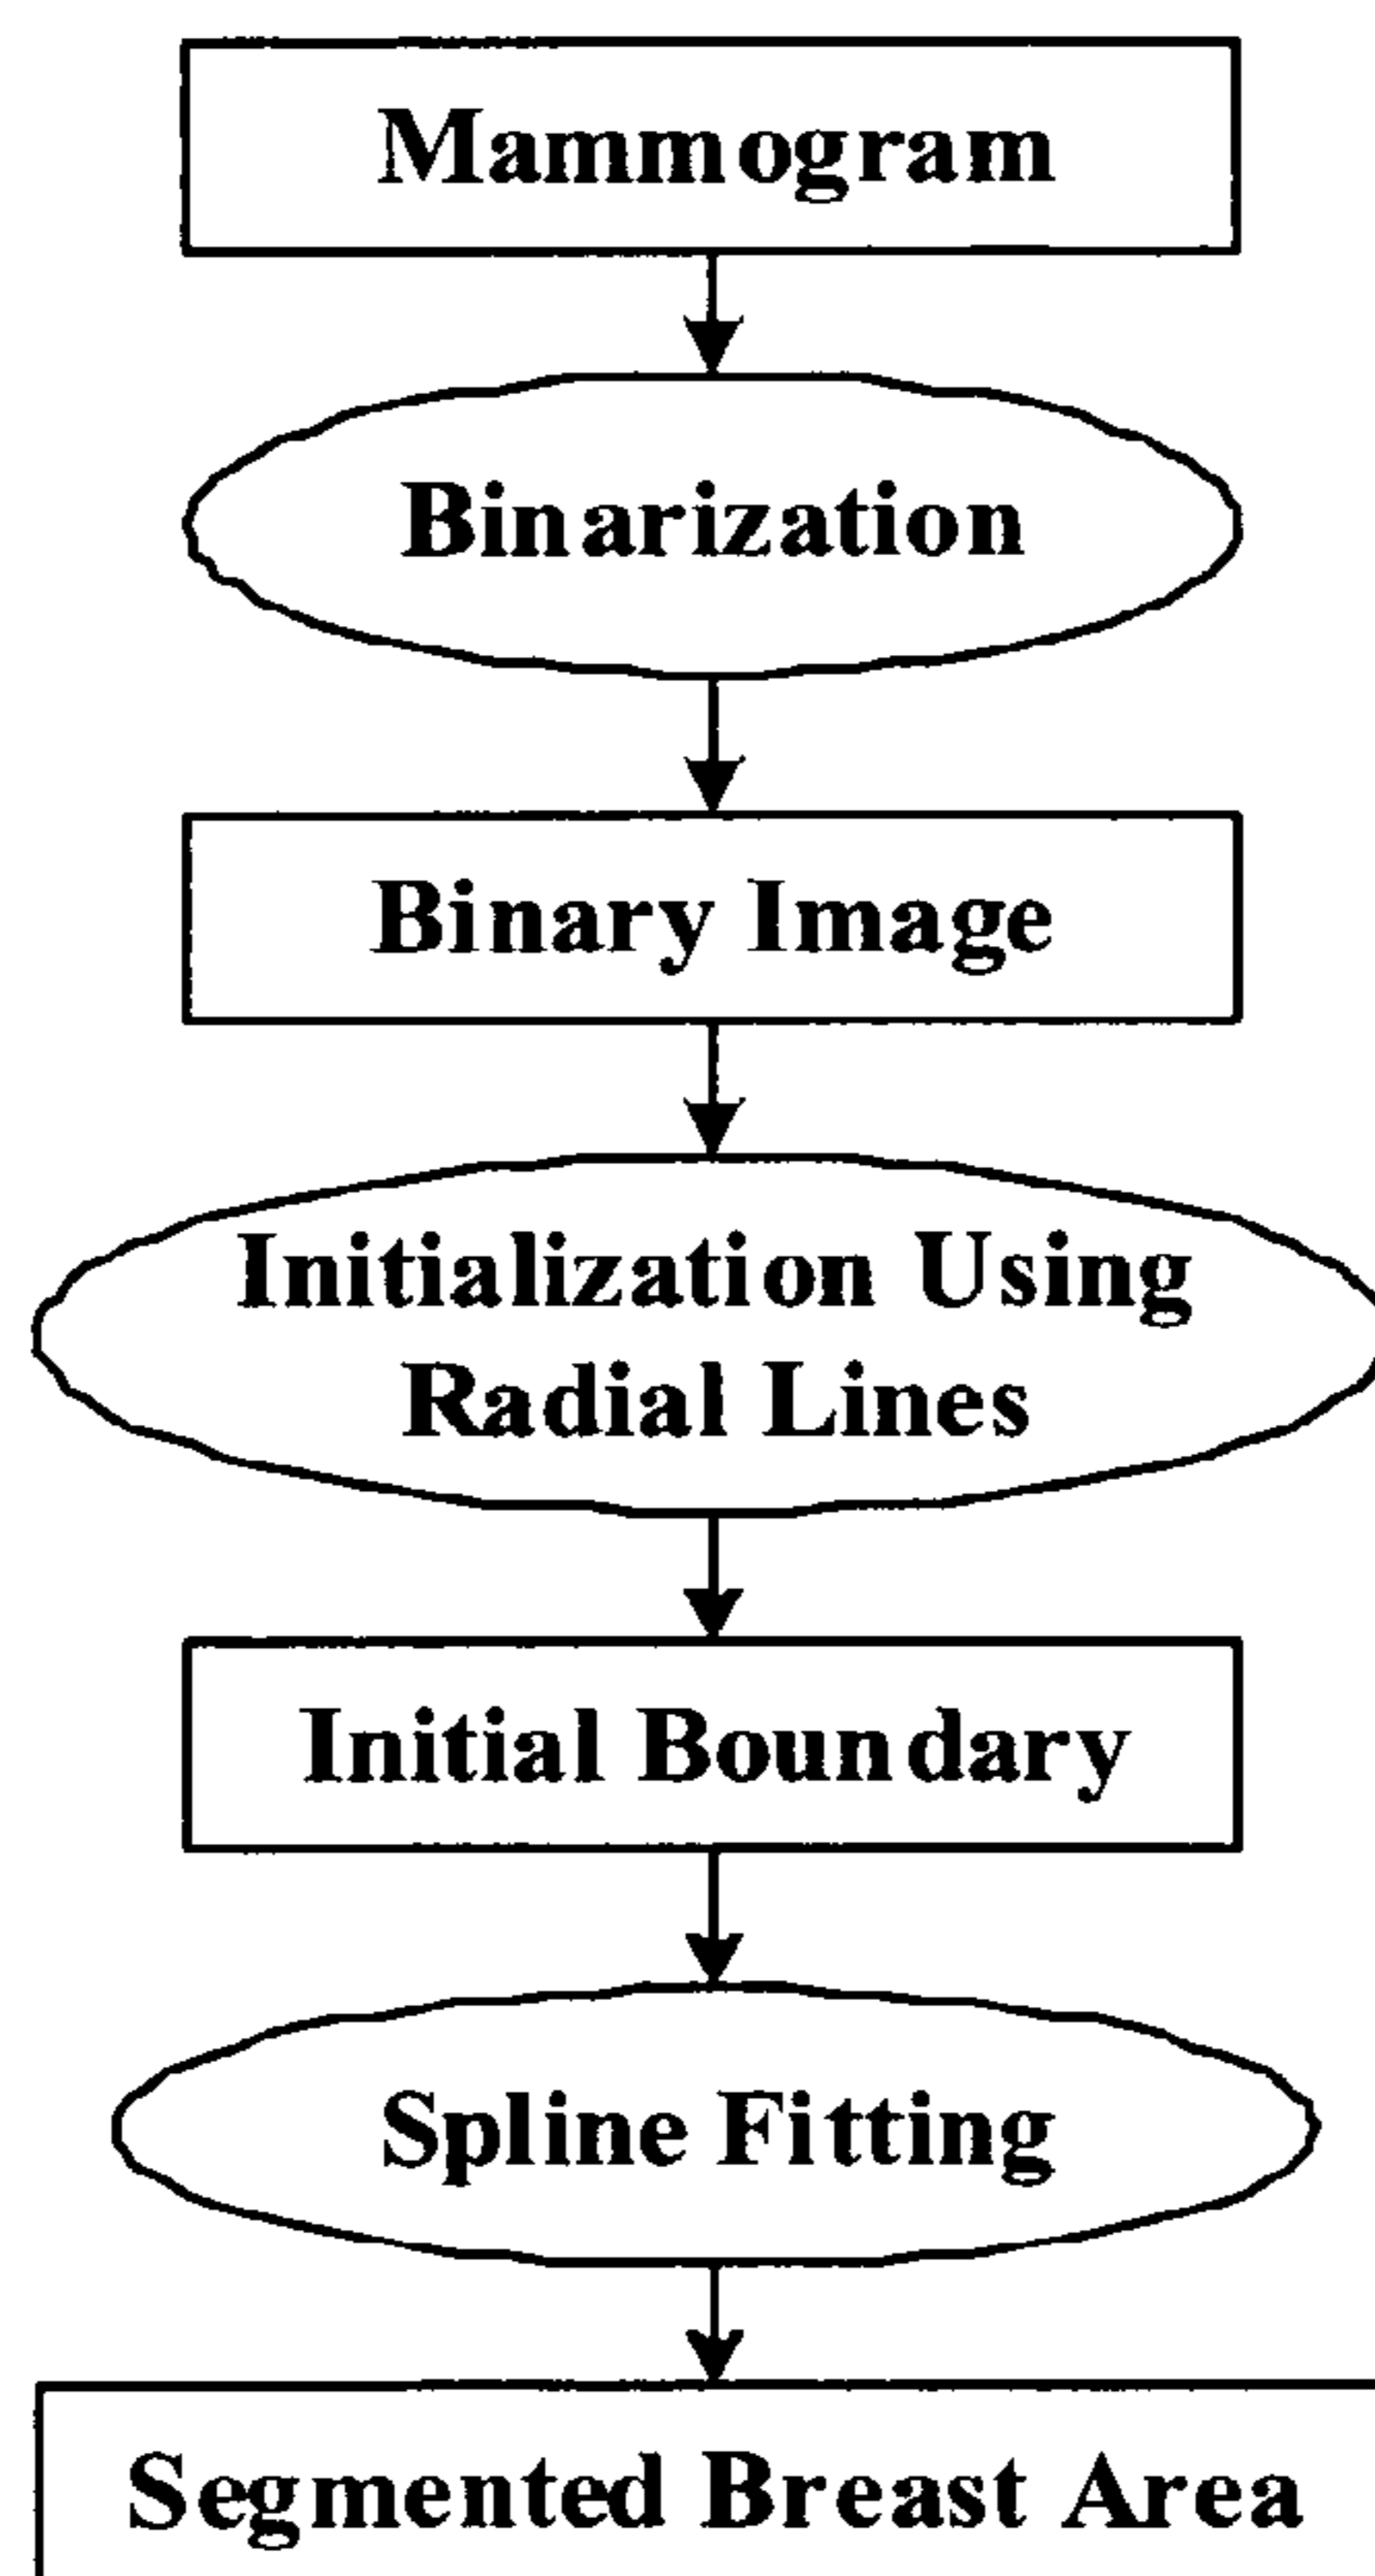 Mammogram
Binarization
Binary Image
Initialization Using
Radial Lines
Initial Boundary
Spline Fitting
Segmented Breast Area